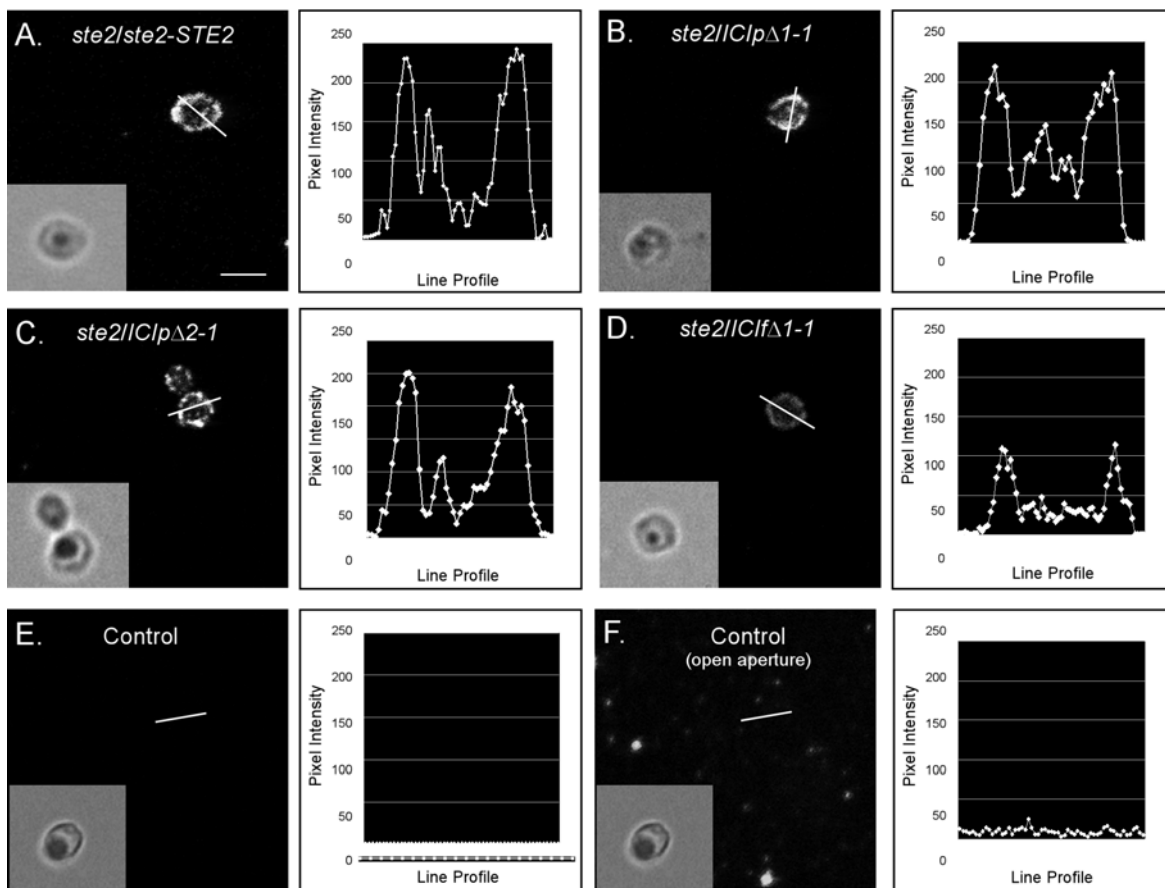 A.
ste2/ste2-STE2
250
200
150
100
50
0
Pixel Intensity
Line Profile
B.
ste2/IClpΔ1-1
250
200
150
100
50
0
Pixel Intensity
Line Profile
C.
ste2/IClpΔ2-1
250
200
150
100
50
0
Pixel Intensity
Line Profile
D.
ste2/IClfΔ1-1
250
200
150
100
50
0
Pixel Intensity
Line Profile
E.
Control
250
200
150
100
50
0
Pixel Intensity
Line Profile
F.
Control
(open aperture)
250
200
150
100
50
0
Pixel Intensity
Line Profile